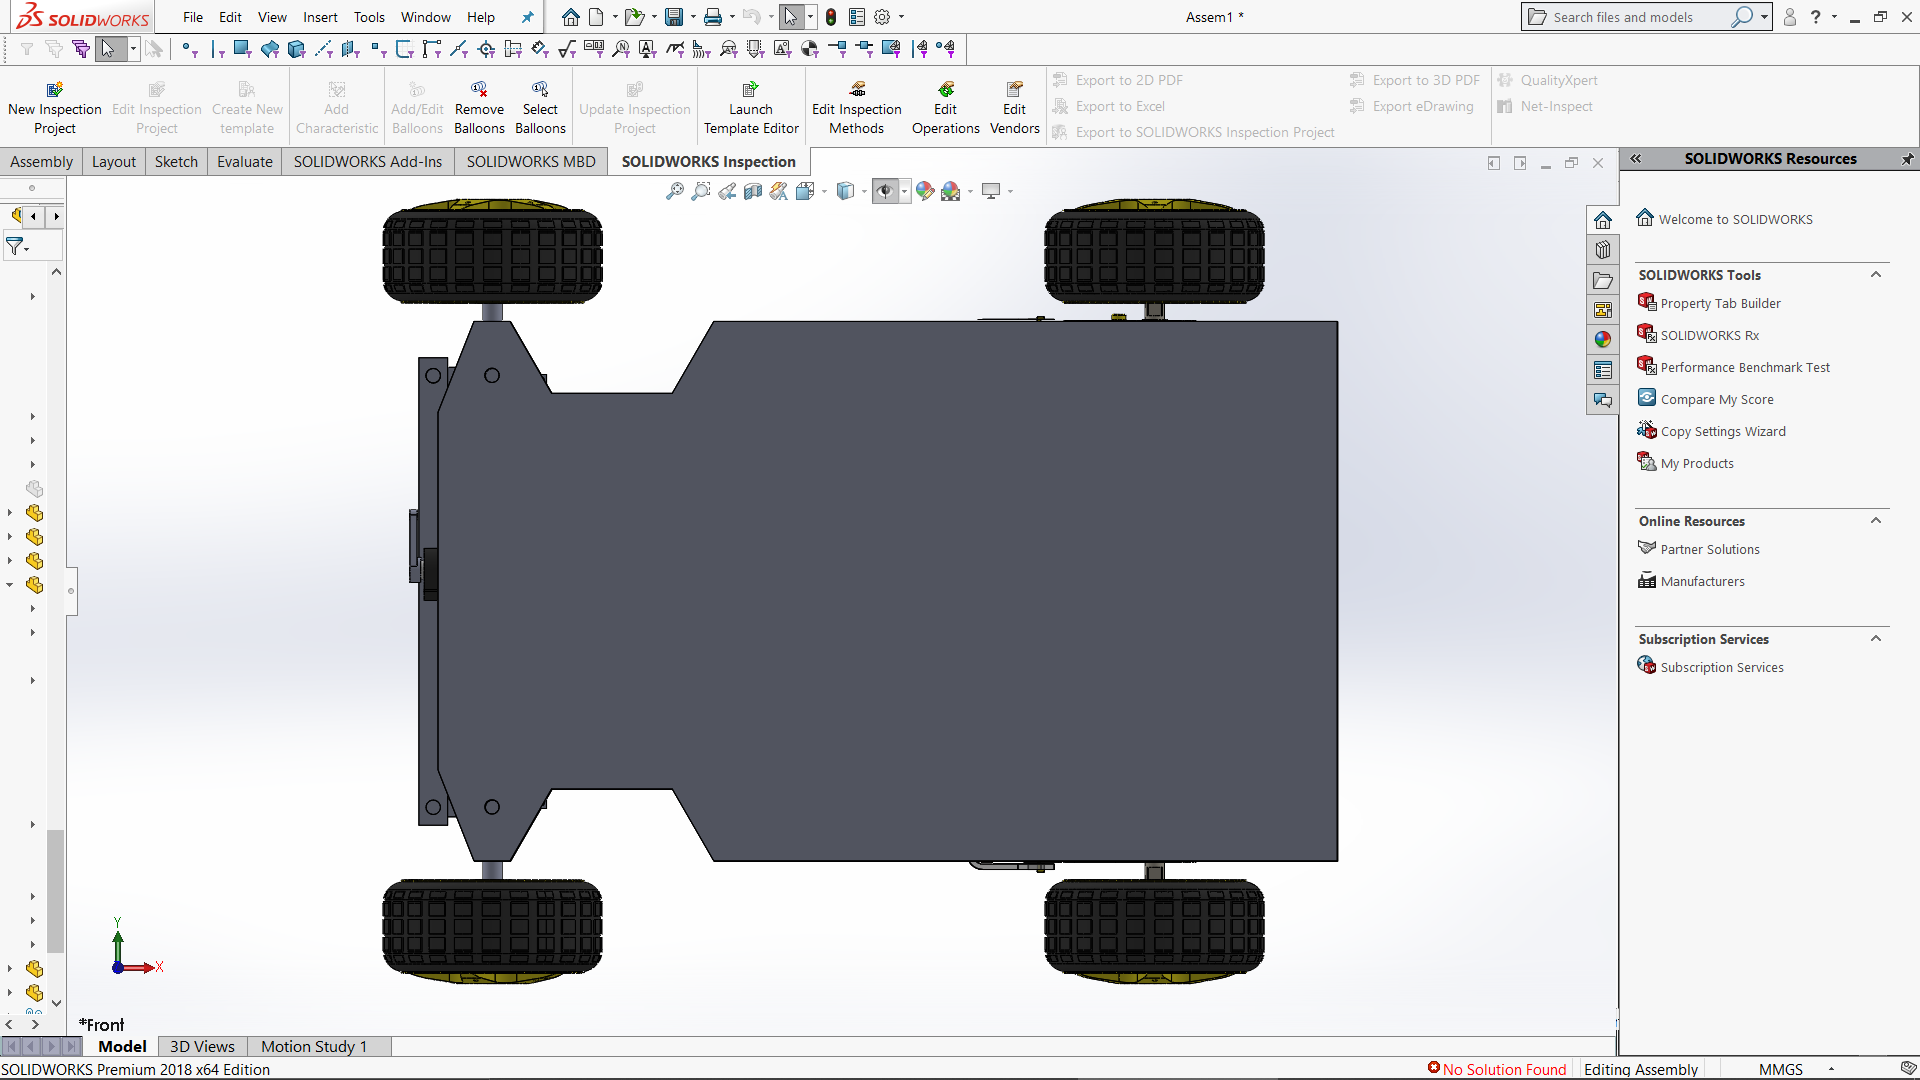 SOLIDWORKS File Edit View Insert Tools Window Help Assem1 * Search files and models ?
New Inspection Project
Edit Inspection Project
Create New template
Add Characteristic
Add/Edit Balloons
Remove Balloons
Select Balloons
Update Inspection Project
Launch Template Editor
Edit Inspection Methods
Edit Operations
Edit Vendors
Export to 2D PDF
Export to Excel
Export to SOLIDWORKS Inspection Project
Export to 3D PDF
Export eDrawing
QualityXpert
Net-Inspect
Assembly Layout Sketch Evaluate SOLIDWORKS Add-Ins SOLIDWORKS MBD SOLIDWORKS Inspection
SOLIDWORKS Resources
Welcome to SOLIDWORKS
SOLIDWORKS Tools
Property Tab Builder
SOLIDWORKS Rx
Performance Benchmark Test
Compare My Score
Copy Settings Wizard
My Products
Online Resources
Partner Solutions
Manufacturers
Subscription Services
Subscription Services
Y
X
*Front
Model 3D Views Motion Study 1
SOLIDWORKS Premium 2018 x64 Edition No Solution Found Editing Assembly MMGS